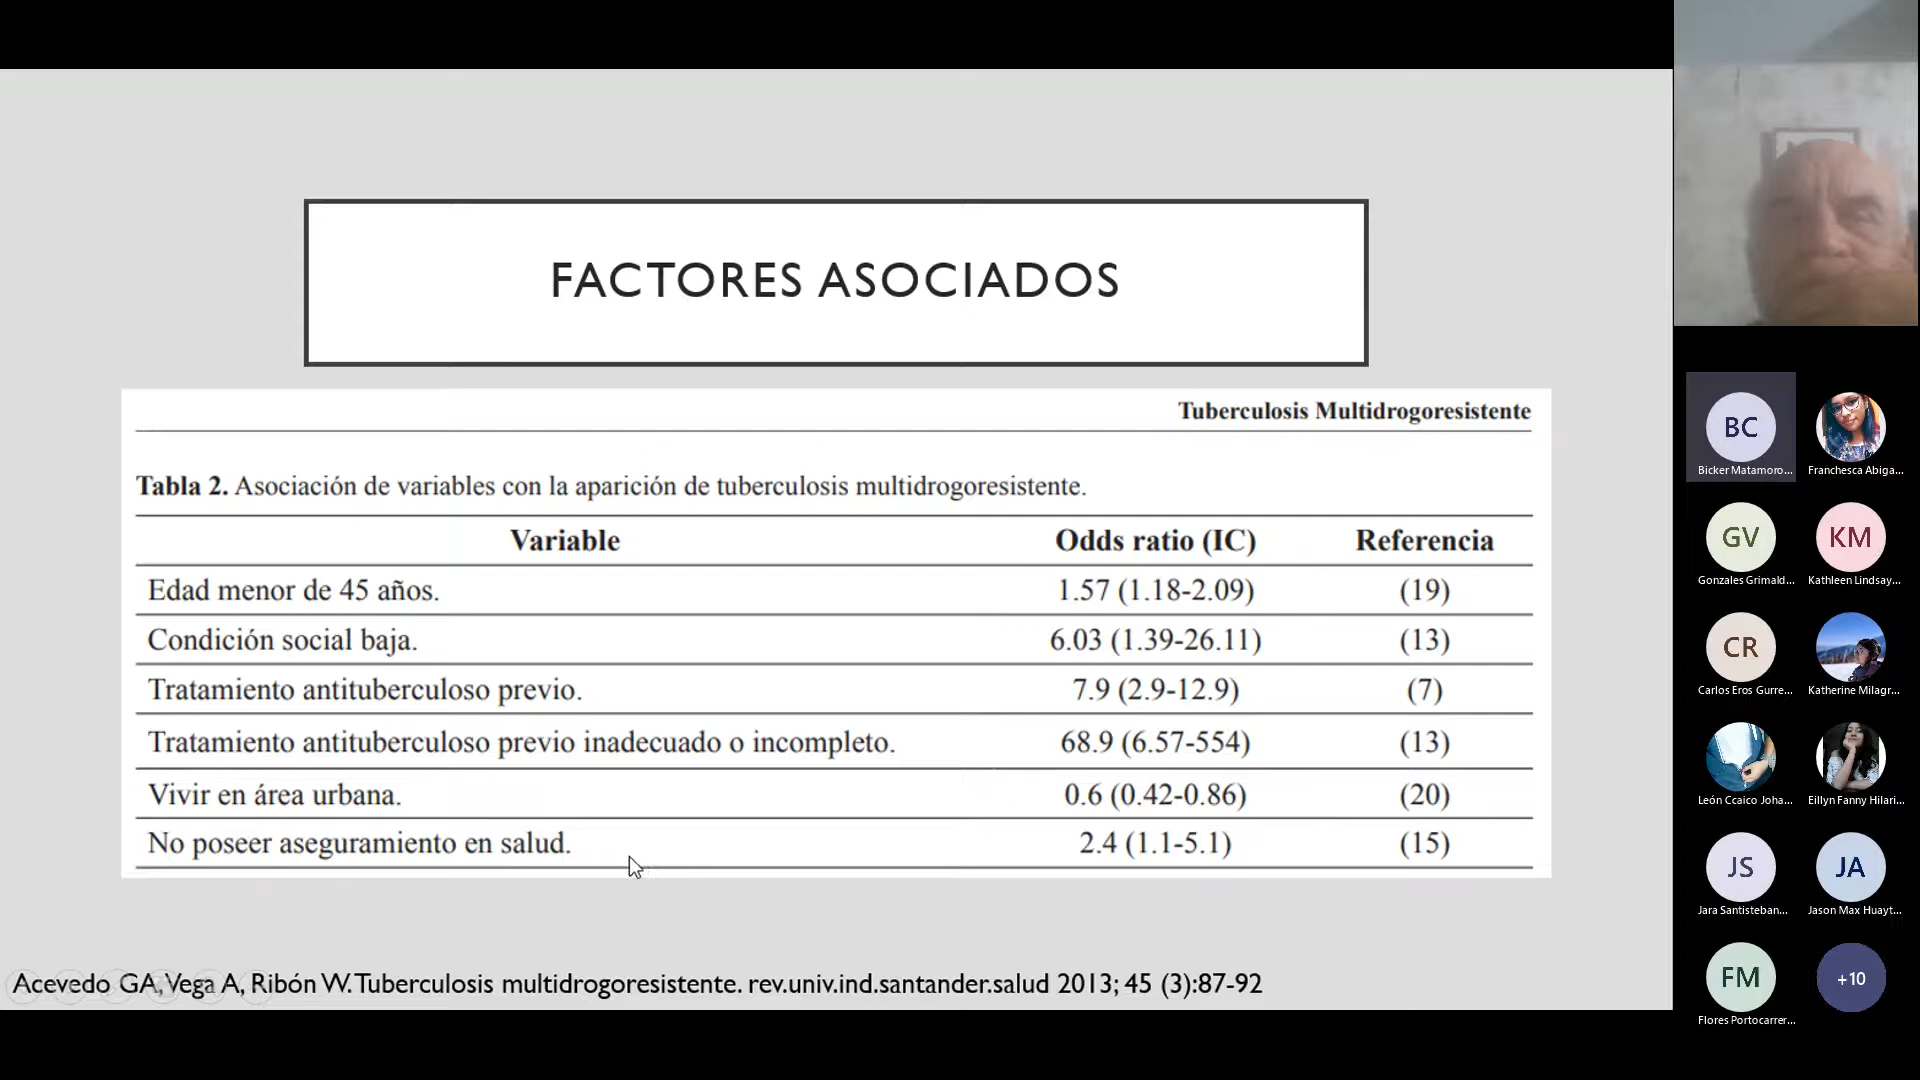 FACTORES ASOCIADOS
Tuberculosis Multidrogoresistente
Tabla 2. Asociación de variables con la aparición de tuberculosis multidrogoresistente.
Variable Odds ratio (IC) Referencia
Edad menor de 45 años. 1.57 (1.18-2.09) (19)
Condición social baja. 6.03 (1.39-26.11) (13)
Tratamiento antituberculoso previo. 7.9 (2.9-12.9) (7)
Tratamiento antituberculoso previo inadecuado o incompleto. 68.9 (6.57-554) (13)
Vivir en área urbana. 0.6 (0.42-0.86) (20)
No poseer aseguramiento en salud. 2.4 (1.1-5.1) (15)
Acevedo GA, Vega A, Ribón W. Tuberculosis multidrogoresistente. rev.univ.ind.santander.salud 2013; 45 (3):87-92
BC
Bicker Matamoro... Franchesca Abiga...
GV KM
Gonzales Grimald... Kathleen Lindsay...
CR
Carlos Eros Gurre... Katherine Milagr...
León Ccaico Joha... Eillyn Fanny Hilari...
JS JA
Jara Santisteban... Jason Max Huayt...
FM +10
Flores Portocarrer...